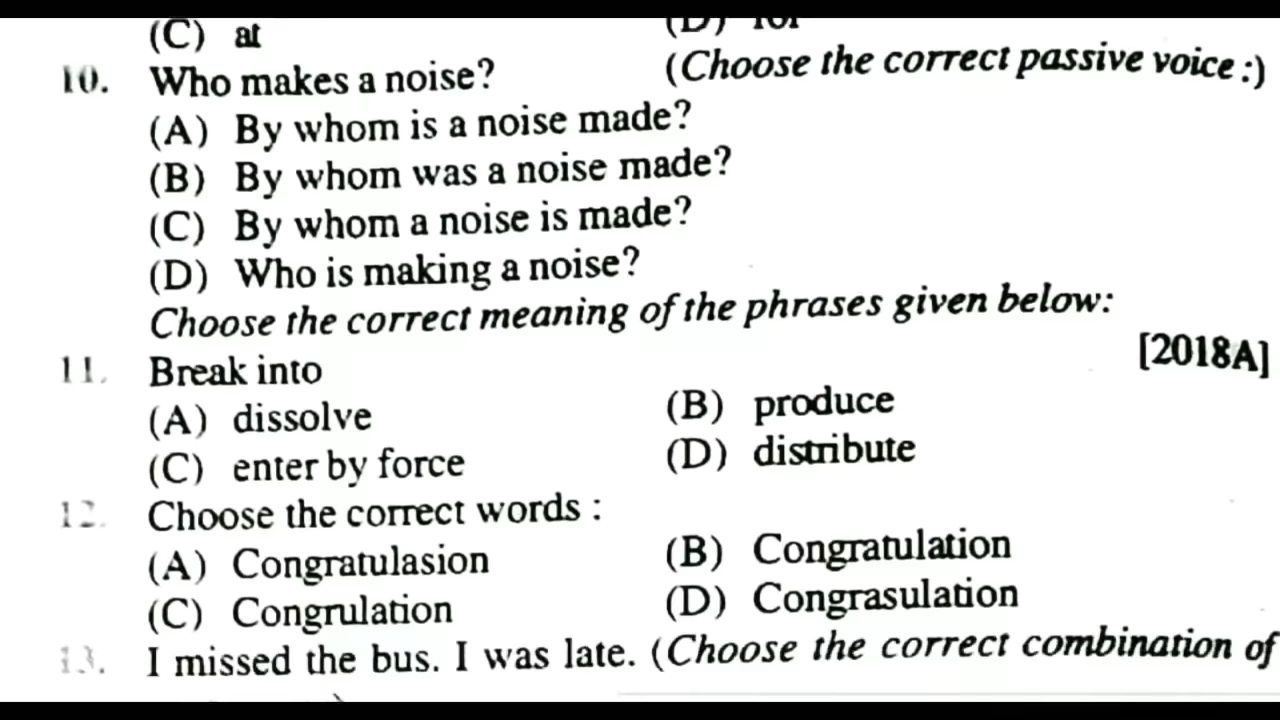 (C) at (D) for
10. Who makes a noise? (Choose the correct passive voice :)
(A) By whom is a noise made?
(B) By whom was a noise made?
(C) By whom a noise is made?
(D) Who is making a noise?
Choose the correct meaning of the phrases given below:
[2018A]
11. Break into
(A) dissolve (B) produce
(C) enter by force (D) distribute
12. Choose the correct words :
(A) Congratulasion (B) Congratulation
(C) Congrulation (D) Congrasulation
13. I missed the bus. I was late. (Choose the correct combination of